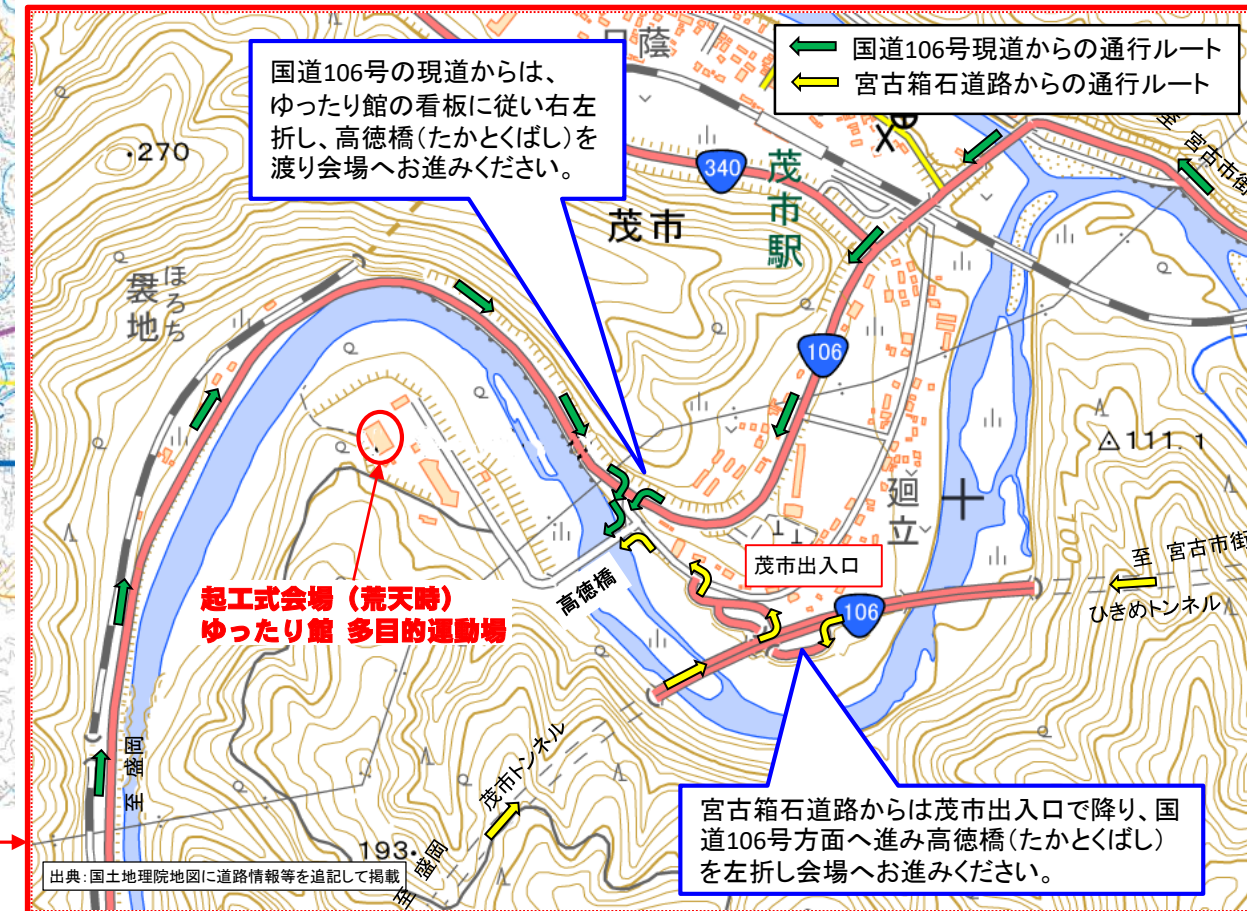 日蔭
国道106号現道からの通行ルート
宮古箱石道路からの通行ルート
国道106号の現道からは、
ゆったり館の看板に従い右左
折し、高徳橋(たかとくばし)を
渡り会場へお進みください。
至 宮古市街
・270
340
茂市
茂市駅
ほろち
袰地
106
111.1
廻立
100
茂市出入口
至 宮古市街
ひきめトンネル
106
高徳橋
起工式会場（荒天時）
ゆったり館 多目的運動場
至 盛岡
茂市トンネル
193・
至 盛岡
宮古箱石道路からは茂市出入口で降り、国
道106号方面へ進み高徳橋(たかとくばし)
を左折し会場へお進みください。
出典:国土地理院地図に道路情報等を追記して掲載